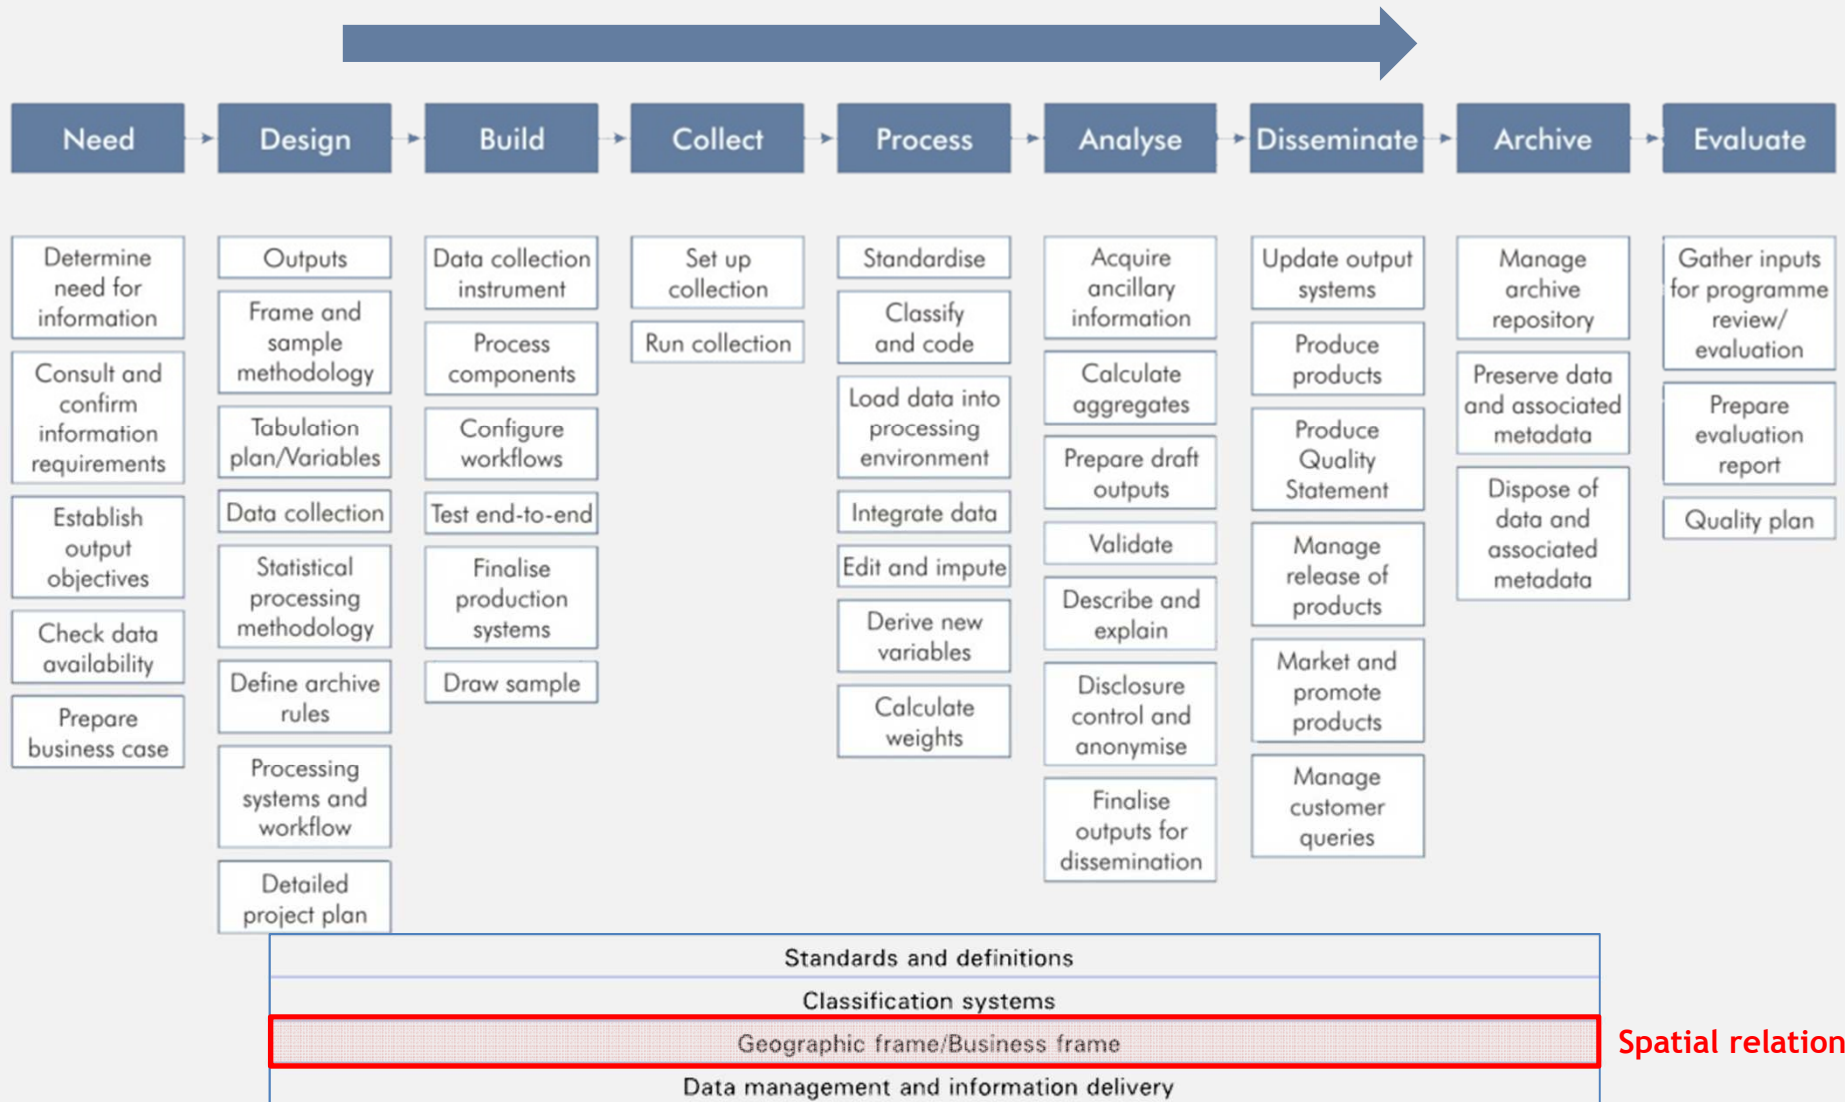 Need
Design
Build
Collect
Process
Analyse
Disseminate
Archive
Evaluate
Determine
need for
information
Consult and
confirm
information
requirements
Establish
output
objectives
Check data
availability
Prepare
business case
Outputs
Frame and
sample
methodology
Tabulation
plan/Variables
Data collection
Statistical
processing
methodology
Define archive
rules
Processing
systems and
workflow
Detailed
project plan
Data collection
instrument
Process
components
Configure
workflows
Test end-to-end
Finalise
production
systems
Draw sample
Set up
collection
Run collection
Standardise
Classify
and code
Load data into
processing
environment
Integrate data
Edit and impute
Derive new
variables
Calculate
weights
Acquire
ancillary
information
Calculate
aggregates
Prepare draft
outputs
Validate
Describe and
explain
Disclosure
control and
anonymise
Finalise
outputs for
dissemination
Update output
systems
Produce
products
Produce
Quality
Statement
Manage
release of
products
Market and
promote
products
Manage
customer
queries
Manage
archive
repository
Preserve data
and associated
metadata
Dispose of
data and
associated
metadata
Gather inputs
for programme
review/
evaluation
Prepare
evaluation
report
Quality plan
Standards and definitions
Classification systems
Geographic frame/Business frame
Spatial relation
Data management and information delivery